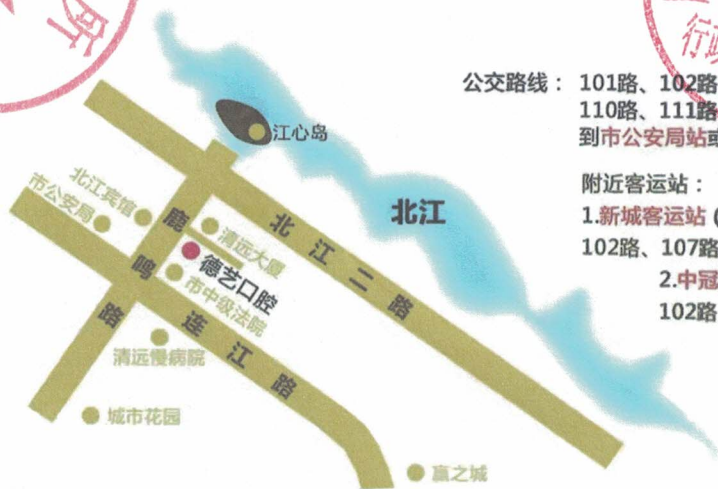 所
行政
公交路线： 101路、102路
110路、111路
到市公安局站或
附近客运站：
1.新城客运站（
102路、107路
2.中冠
102路
江心岛
北江
北江宾馆
市公安局
清远大厦
德艺口腔
市中级法院
北江二路
鹿鸣路
连江路
清远慢病院
城市花园
赢之城